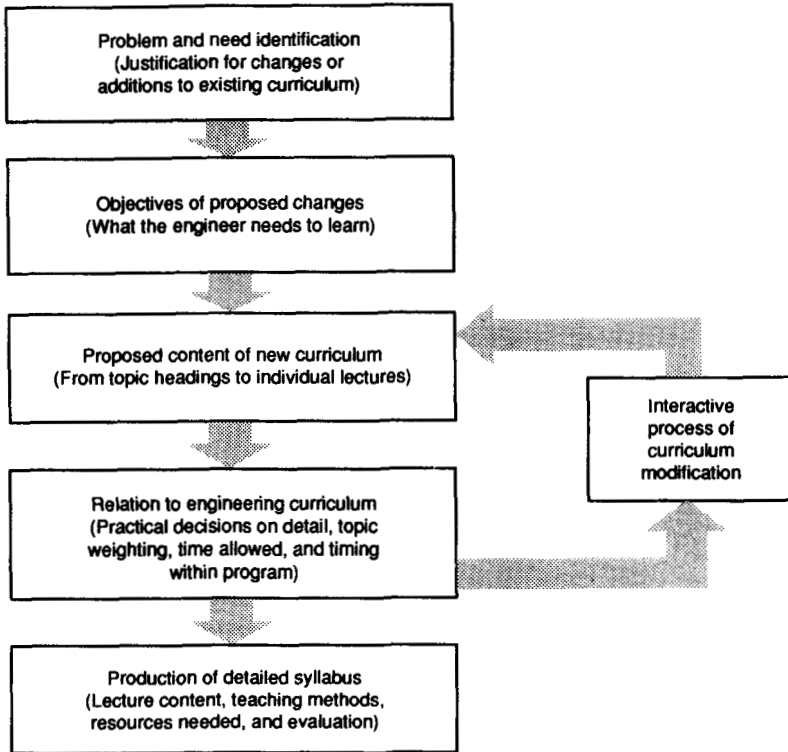 Problem and need identification
(Justification for changes or
additions to existing curriculum)
Objectives of proposed changes
(What the engineer needs to learn)
Proposed content of new curriculum
(From topic headings to individual lectures)
Interactive
process of
curriculum
modification
Relation to engineering curriculum
(Practical decisions on detail, topic
weighting, time allowed, and timing
within program)
Production of detailed syllabus
(Lecture content, teaching methods,
resources needed, and evaluation)